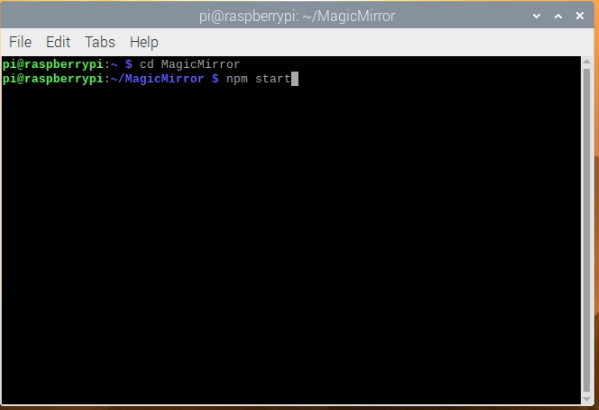 pi@raspberrypi: ~/MagicMirror
File Edit Tabs Help
pi@raspberrypi:~ $ cd MagicMirror
pi@raspberrypi:~/MagicMirror $ npm start